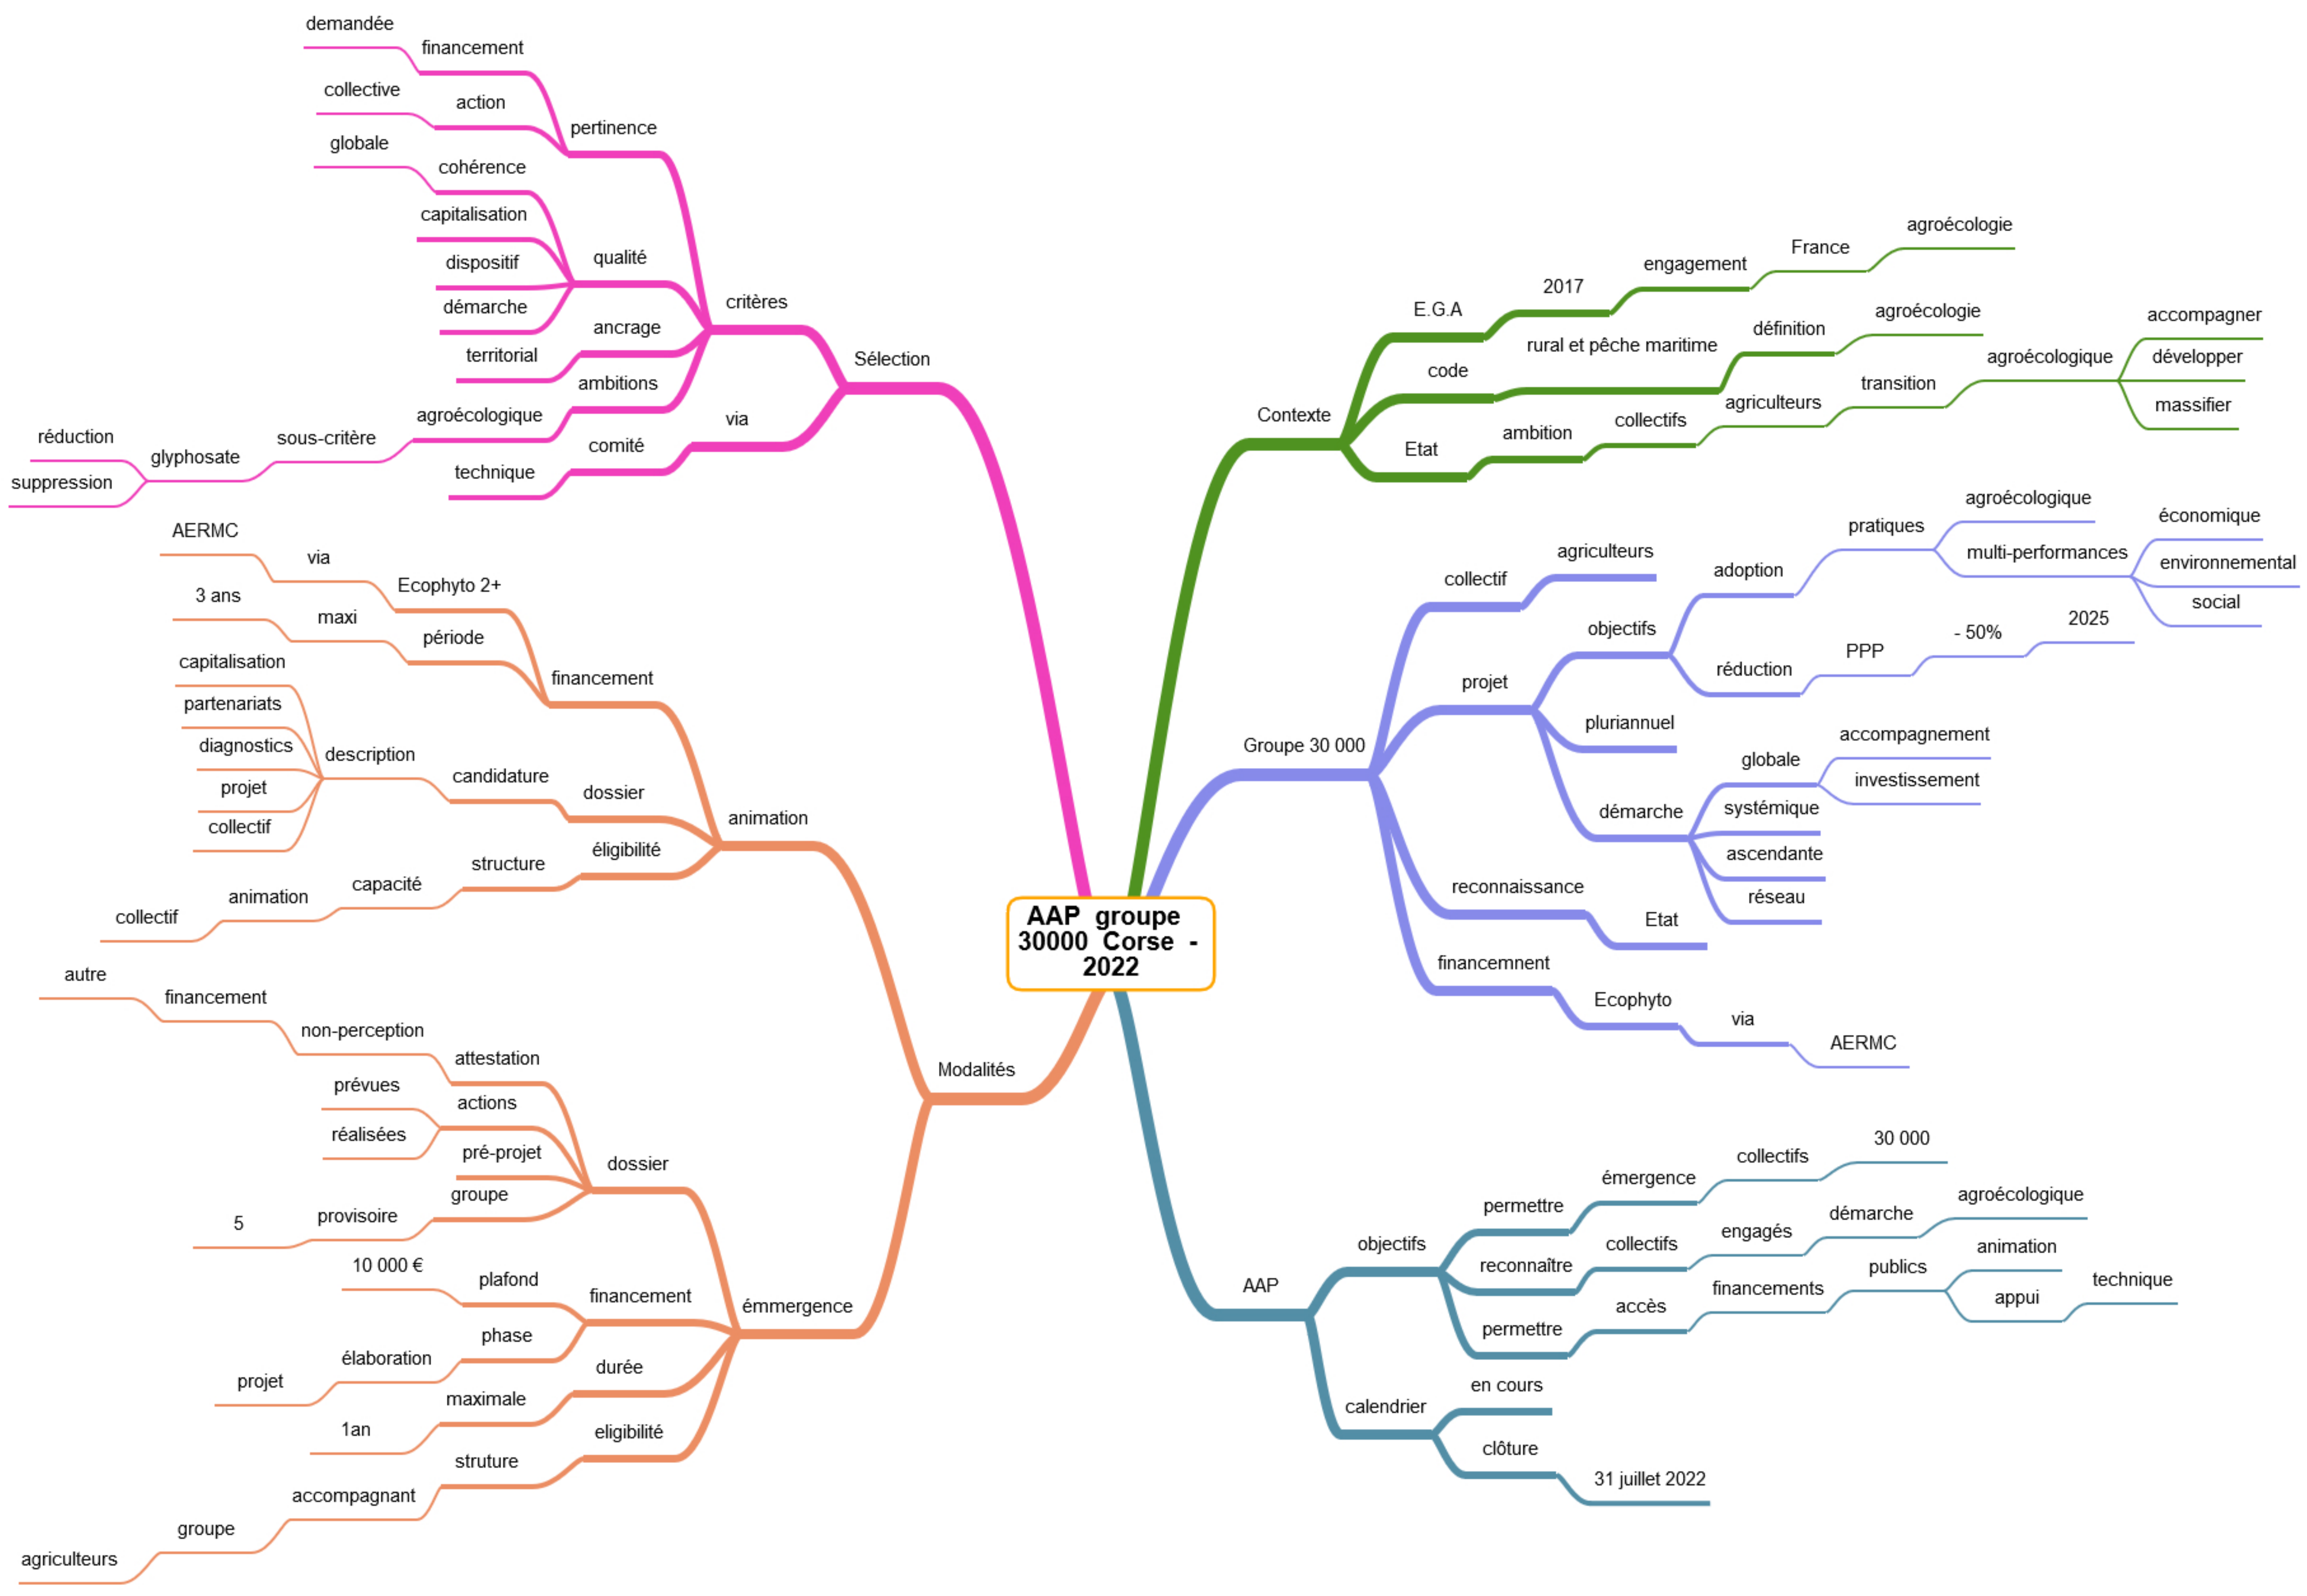 AAP groupe
30000 Corse -
2022
Contexte
E.G.A
2017
engagement
France
agroécologie
code
rural et pêche maritime
définition
agroécologie
Etat
ambition
collectifs
agriculteurs
transition
agroécologique
accompagner
développer
massifier
Groupe 30 000
collectif
agriculteurs
projet
objectifs
adoption
pratiques
agroécologique
multi-performances
économique
environnemental
social
réduction
PPP
- 50%
2025
pluriannuel
démarche
globale
accompagnement
investissement
systémique
ascendante
réseau
reconnaissance
Etat
financemnent
Ecophyto
via
AERMC
AAP
objectifs
permettre
émergence
collectifs
30 000
reconnaître
collectifs
engagés
démarche
agroécologique
permettre
accès
financements
publics
animation
appui
technique
calendrier
en cours
clôture
31 juillet 2022
Sélection
critères
pertinence
financement
demandée
action
collective
qualité
cohérence
globale
capitalisation
dispositif
démarche
ancrage
territorial
ambitions
agroécologique
sous-critère
glyphosate
réduction
suppression
via
comité
technique
Modalités
animation
financement
Ecophyto 2+
via
AERMC
période
maxi
3 ans
dossier
candidature
description
capitalisation
partenariats
diagnostics
projet
collectif
éligibilité
structure
capacité
animation
collectif
émmergence
dossier
attestation
non-perception
financement
autre
actions
prévues
réalisées
pré-projet
groupe
provisoire
5
financement
plafond
10 000 €
phase
élaboration
projet
durée
maximale
1an
eligibilité
struture
accompagnant
groupe
agriculteurs